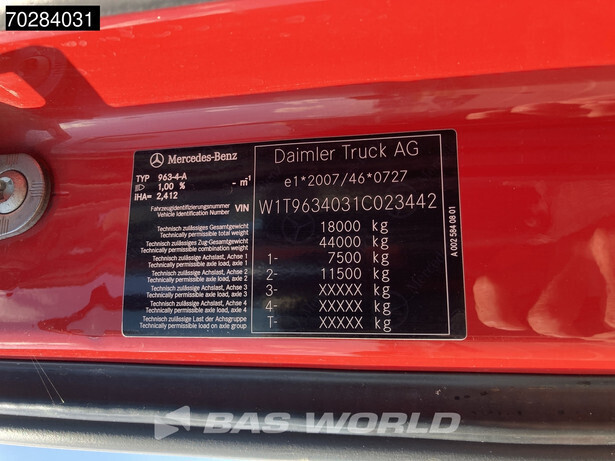 70284031
Mercedes-Benz
TYP 963-4-A
1,00 % - m⁻¹
iHA= 2,412
Fahrzeugidentifizierungsnummer
Vehicle Identification Number VIN
Daimler Truck AG
e1*2007/46*0727
W1T9634031C023442
Technisch zulässiges Gesamtgewicht
Technically permissible total weight 18000 kg
Technisch zulässiges Zug-Gesamtgewicht
Technically permissible combination weight 44000 kg
Technisch zulässige Achslast, Achse 1
Technically permissible axle load, axle 1 1- 7500 kg
Technisch zulässige Achslast, Achse 2
Technically permissible axle load, axle 2 2- 11500 kg
Technisch zulässige Achslast, Achse 3
Technically permissible axle load, axle 3 3- XXXXX kg
Technisch zulässige Achslast, Achse 4
Technically permissible axle load, axle 4 4- XXXXX kg
Technisch zulässige Last der Achsgruppe
Technically permissible load on axle group T- XXXXX kg
A 002 584 08 01
BAS WORLD